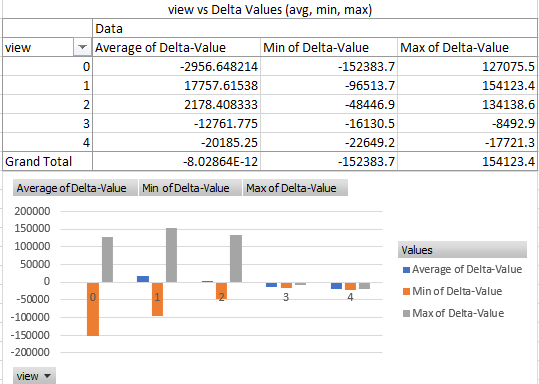 view vs Delta Values (avg, min, max)
Data
view Average of Delta-Value Min of Delta-Value Max of Delta-Value
0 -2956.648214 -152383.7 127075.5
1 17757.61538 -96513.7 154123.4
2 2178.408333 -48446.9 134138.6
3 -12761.775 -16130.5 -8492.9
4 -20185.25 -22649.2 -17721.3
Grand Total -8.02864E-12 -152383.7 154123.4
Average of Delta-Value Min of Delta-Value Max of Delta-Value
200000
150000
100000
50000
0
-50000
-100000
-150000
-200000
0 1 2 3 4
Values
Average of Delta-Value
Min of Delta-Value
Max of Delta-Value
view